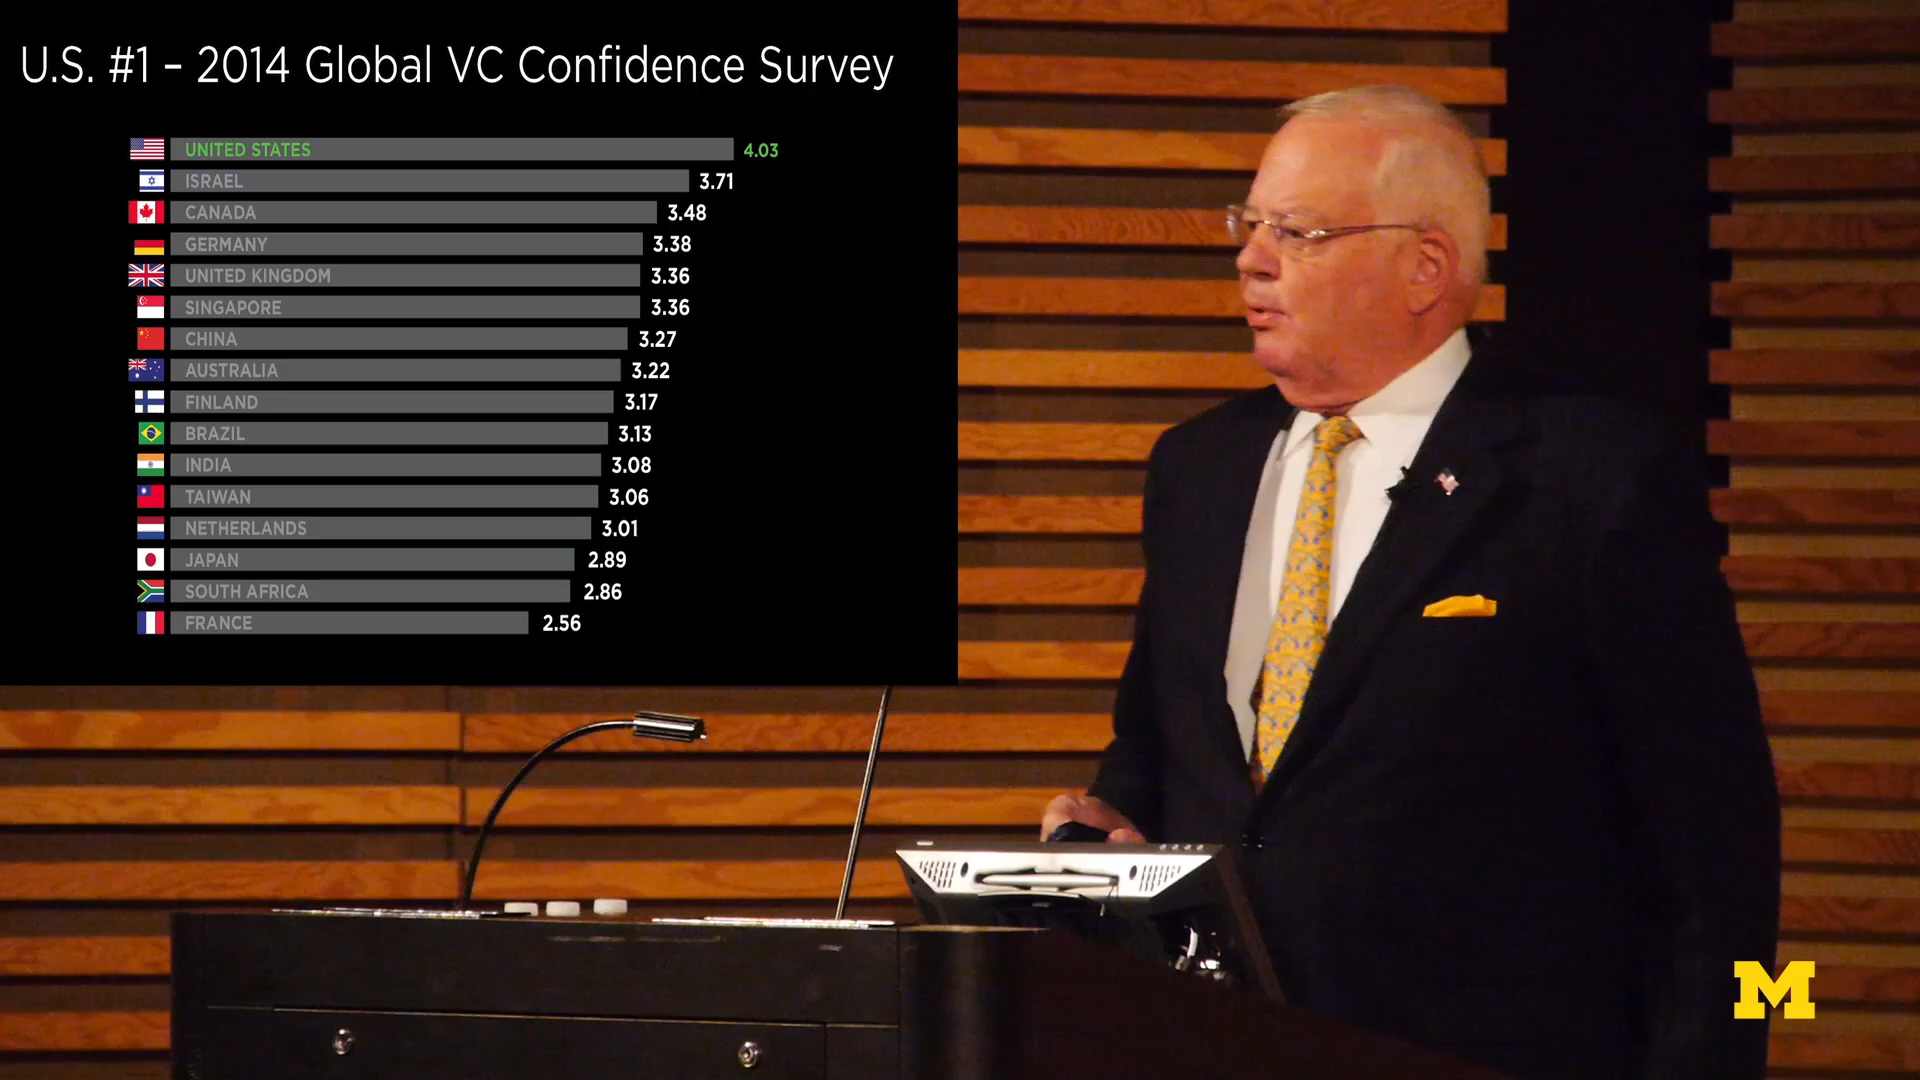 U.S. #1 – 2014 Global VC Confidence Survey
UNITED STATES 4.03
ISRAEL 3.71
CANADA 3.48
GERMANY 3.38
UNITED KINGDOM 3.36
SINGAPORE 3.36
CHINA 3.27
AUSTRALIA 3.22
FINLAND 3.17
BRAZIL 3.13
INDIA 3.08
TAIWAN 3.06
NETHERLANDS 3.01
JAPAN 2.89
SOUTH AFRICA 2.86
FRANCE 2.56
M